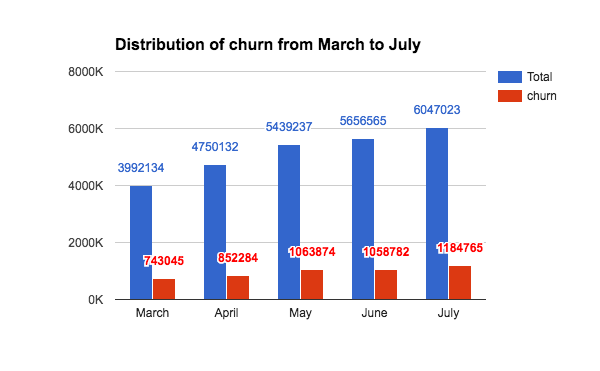 Distribution of churn from March to July
8000K
6000K
4000K
2000K
0K
3992134
4750132
5439237
5656565
6047023
743045
852284
1063874
1058782
1184765
March
April
May
June
July
Total
churn